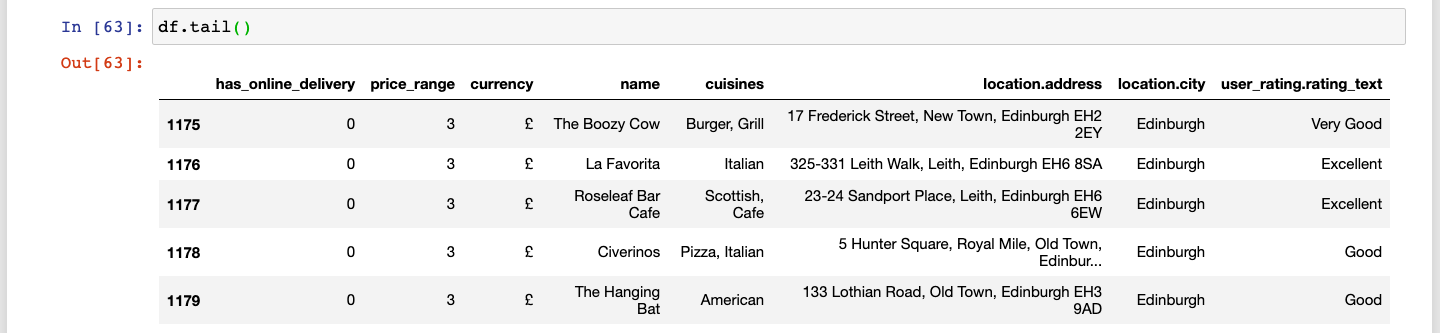 In [63]: df.tail()
Out[63]:
has_online_delivery price_range currency name cuisines location.address location.city user_rating.rating_text
1175 0 3 £ The Boozy Cow Burger, Grill 17 Frederick Street, New Town, Edinburgh EH2 2EY Edinburgh Very Good
1176 0 3 £ La Favorita Italian 325-331 Leith Walk, Leith, Edinburgh EH6 8SA Edinburgh Excellent
1177 0 3 £ Roseleaf Bar Cafe Scottish, Cafe 23-24 Sandport Place, Leith, Edinburgh EH6 6EW Edinburgh Excellent
1178 0 3 £ Civerinos Pizza, Italian 5 Hunter Square, Royal Mile, Old Town, Edinbur... Edinburgh Good
1179 0 3 £ The Hanging Bat American 133 Lothian Road, Old Town, Edinburgh EH3 9AD Edinburgh Good